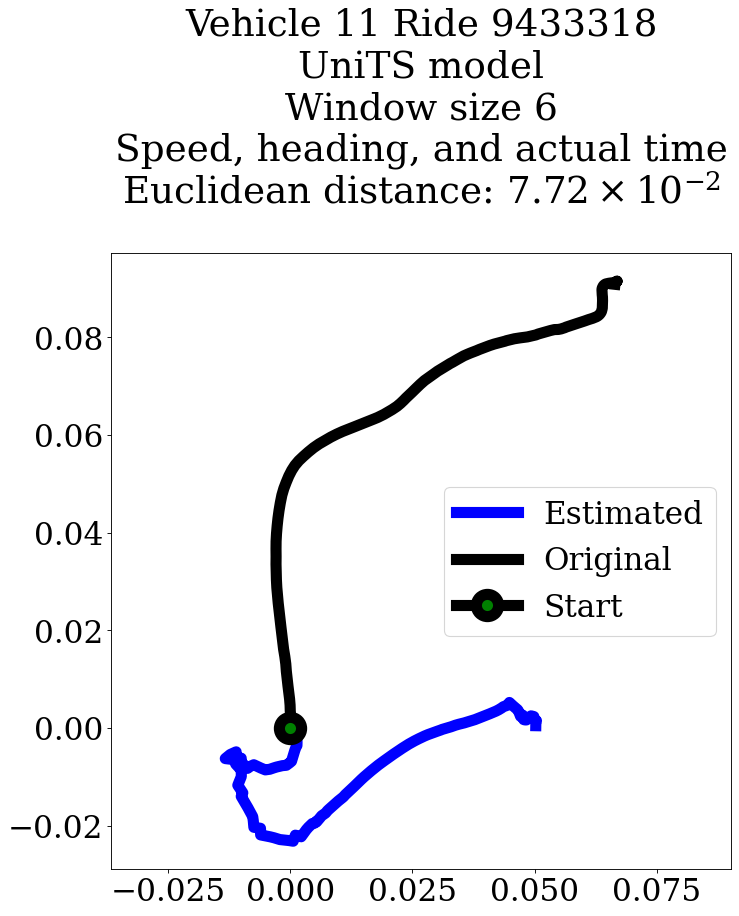 Vehicle 11 Ride 9433318
UniTS model
Window size 6
Speed, heading, and actual time
Euclidean distance: 7.72 × 10⁻²
0.08
0.06
0.04
0.02
0.00
−0.02
Estimated
Original
Start
−0.025 0.000 0.025 0.050 0.075